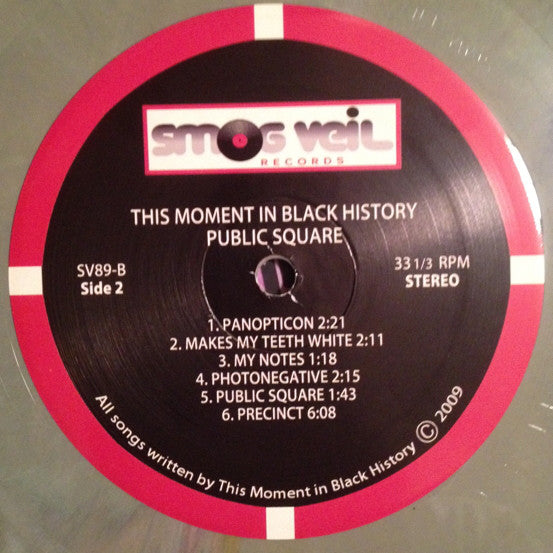 SMOG VEIL
RECORDS
THIS MOMENT IN BLACK HISTORY
PUBLIC SQUARE
SV89-B
Side 2
33 1/3 RPM
STEREO
1. PANOPTICON 2:21
2. MAKES MY TEETH WHITE 2:11
3. MY NOTES 1:18
4. PHOTONEGATIVE 2:15
5. PUBLIC SQUARE 1:43
6. PRECINCT 6:08
All songs written by This Moment in Black History © 2009